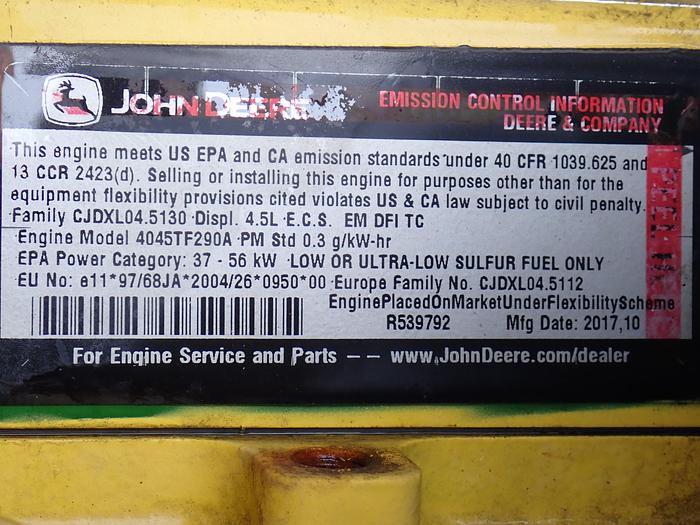 JOHN DEERE
EMISSION CONTROL INFORMATION
DEERE & COMPANY
This engine meets US EPA and CA emission standards under 40 CFR 1039.625 and
13 CCR 2423(d). Selling or installing this engine for purposes other than for the
equipment flexibility provisions cited violates US & CA law subject to civil penalty.
Family CJDXL04.5130 Displ. 4.5L E.C.S. EM DFI TC
Engine Model 4045TF290A PM Std 0.3 g/kW-hr
EPA Power Category: 37 - 56 kW LOW OR ULTRA-LOW SULFUR FUEL ONLY
EU No: e11*97/68JA*2004/26*0950*00 Europe Family No. CJDXL04.5112
EnginePlacedOnMarketUnderFlexibilityScheme
R539792 Mfg Date: 2017,10
For Engine Service and Parts -- www.JohnDeere.com/dealer